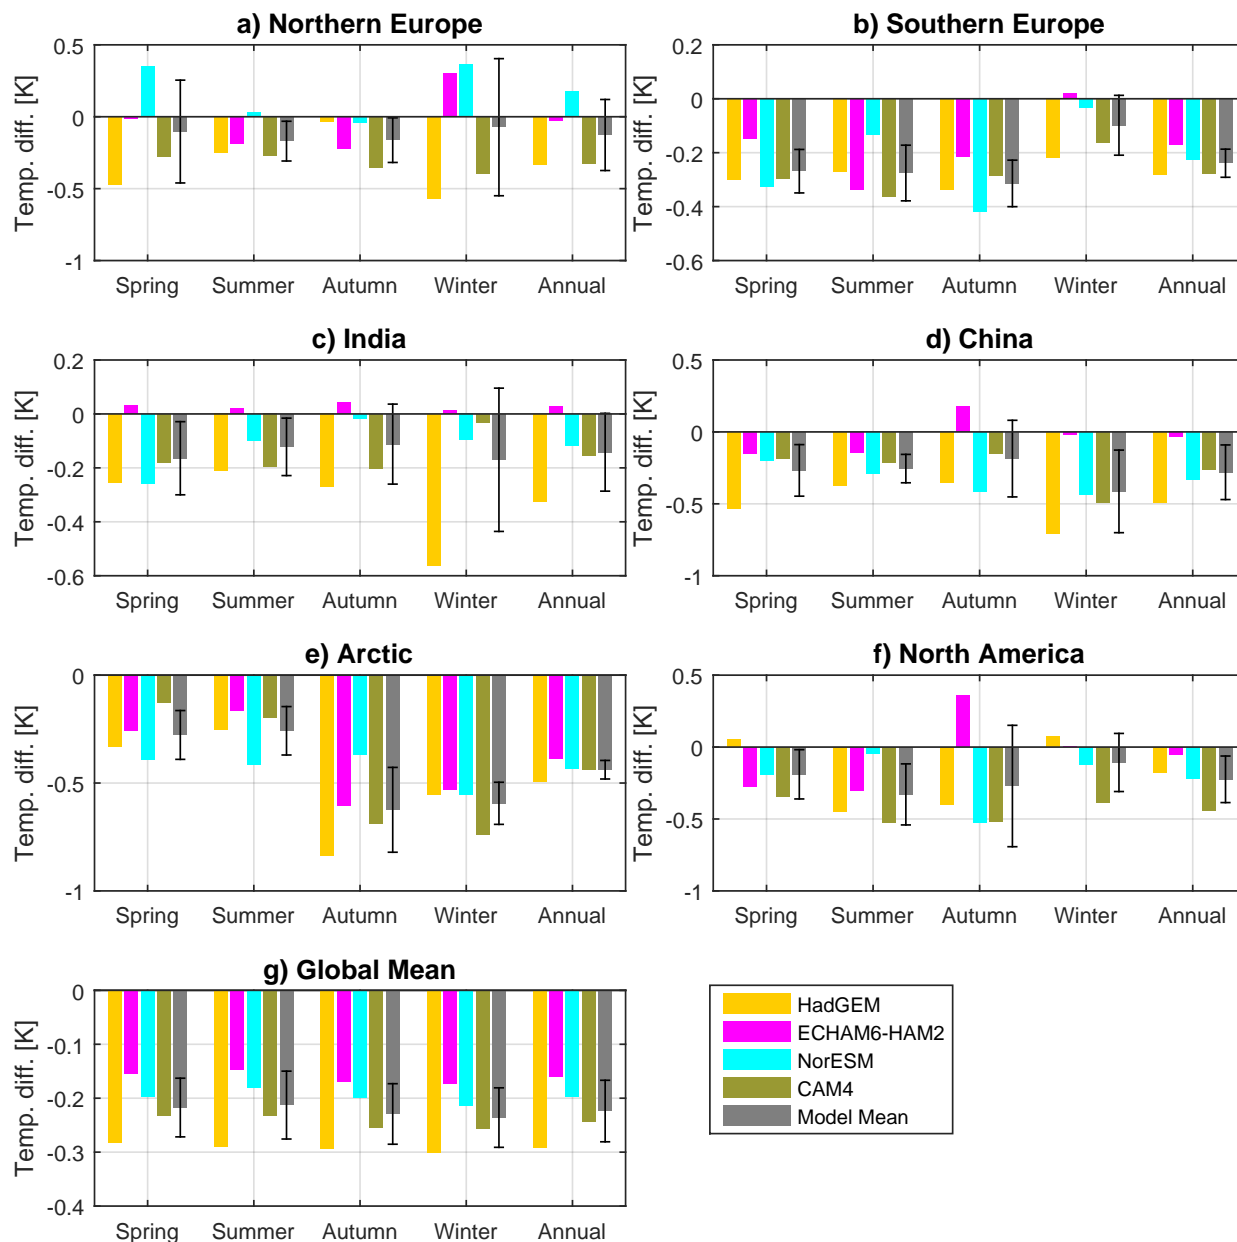 a) Northern Europe
Temp. diff. [K]
0.5
0
-0.5
-1
Spring Summer Autumn Winter Annual
b) Southern Europe
Temp. diff. [K]
0.2
0
-0.2
-0.4
-0.6
Spring Summer Autumn Winter Annual
c) India
Temp. diff. [K]
0.2
0
-0.2
-0.4
-0.6
Spring Summer Autumn Winter Annual
d) China
Temp. diff. [K]
0.5
0
-0.5
-1
Spring Summer Autumn Winter Annual
e) Arctic
Temp. diff. [K]
0
-0.5
-1
Spring Summer Autumn Winter Annual
f) North America
Temp. diff. [K]
0.5
0
-0.5
-1
Spring Summer Autumn Winter Annual
g) Global Mean
Temp. diff. [K]
0
-0.1
-0.2
-0.3
-0.4
Spring Summer Autumn Winter Annual
HadGEM
ECHAM6-HAM2
NorESM
CAM4
Model Mean